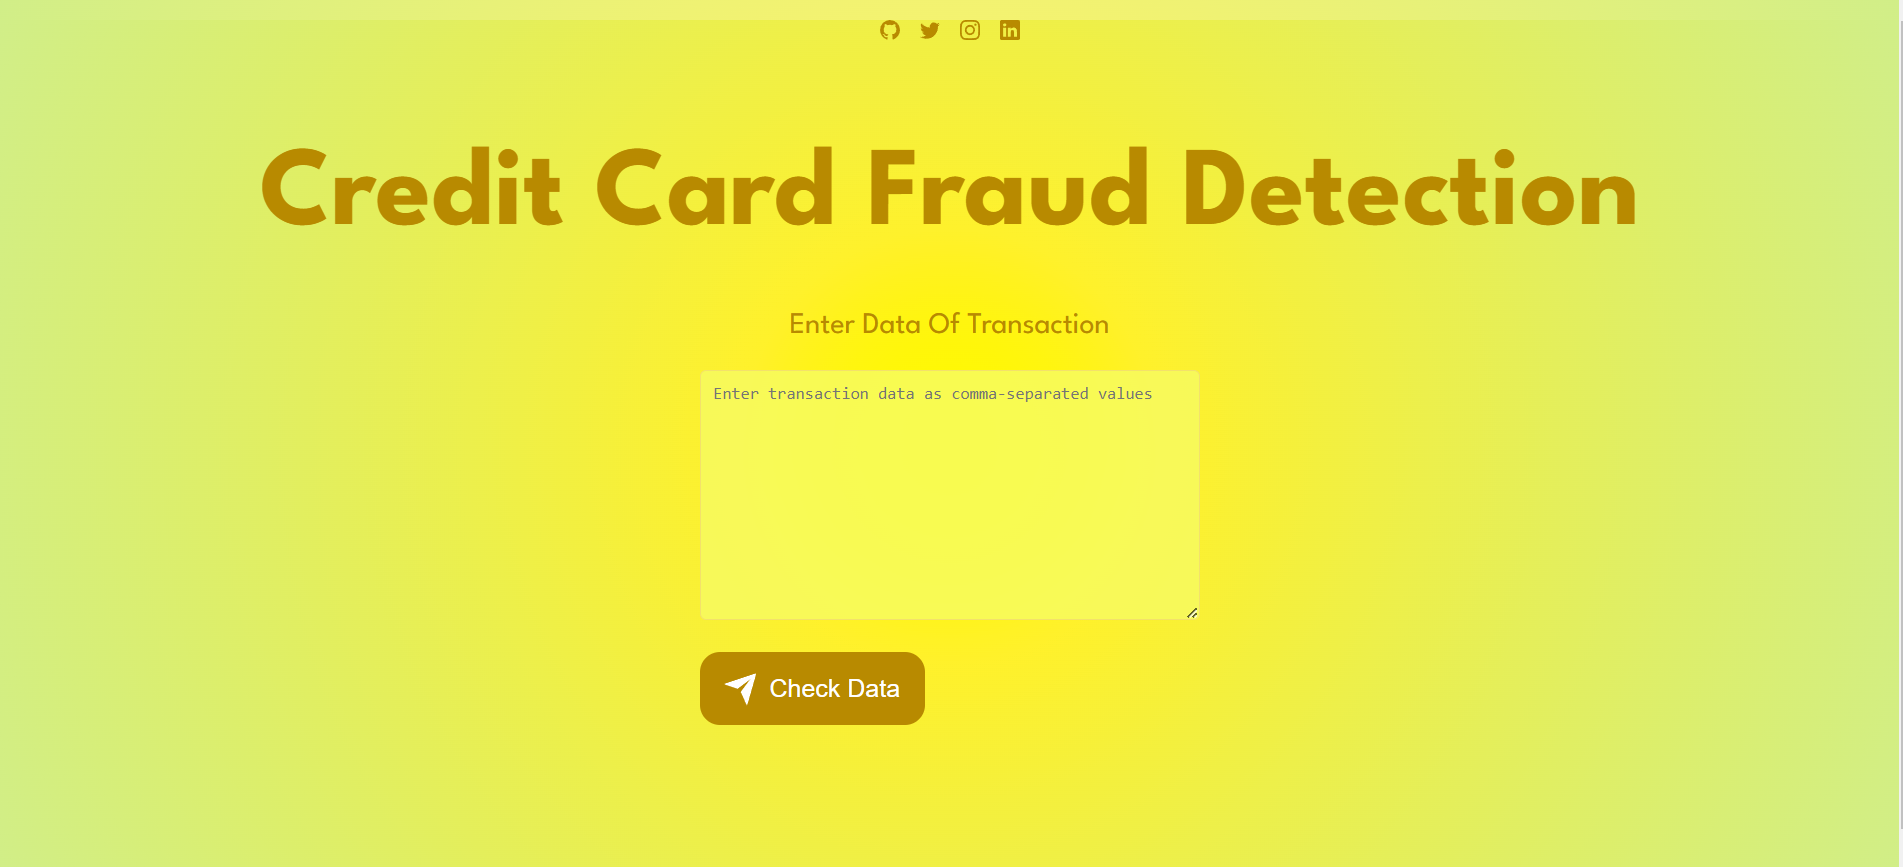 Credit Card Fraud Detection
Enter Data Of Transaction
Enter transaction data as comma-separated values
Check Data